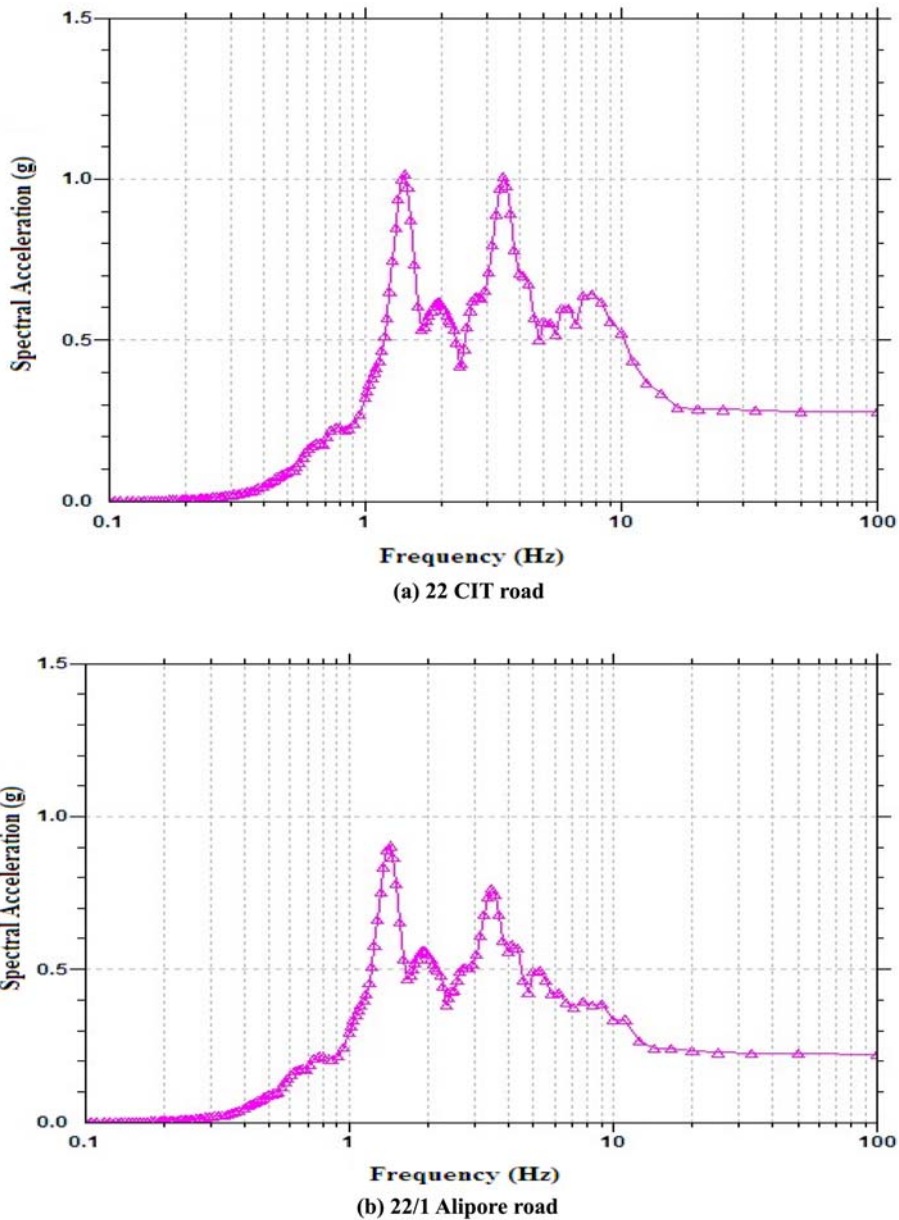 1.5
1.0
0.5
0.0
Spectral Acceleration (g)
0.1 1 10 100
Frequency (Hz)
(a) 22 CIT road
1.5
1.0
0.5
0.0
Spectral Acceleration (g)
0.1 1 10 100
Frequency (Hz)
(b) 22/1 Alipore road